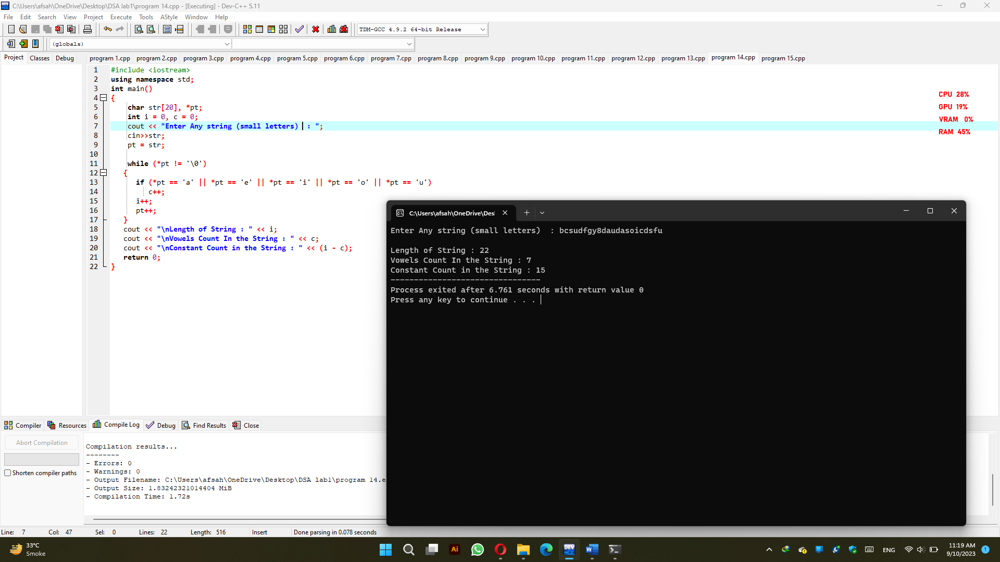 C:\Users\afsah\OneDrive\Desktop\DSA lab1\program 14.cpp - [Executing] - Dev-C++ 5.11
File Edit Search View Project Execute Tools AStyle Window Help
TDM-GCC 4.9.2 64-bit Release
(globals)
Project Classes Debug program 1.cpp program 2.cpp program 3.cpp program 4.cpp program 5.cpp program 6.cpp program 7.cpp program 8.cpp program 9.cpp program 10.cpp program 11.cpp program 12.cpp program 13.cpp program 14.cpp program 15.cpp
1 #include <iostream>
2 using namespace std;
3 int main()
4 {
5 char str[20], *pt;
6 int i = 0, c = 0;
7 cout << "Enter Any string (small letters)  : ";
8 cin>>str;
9 pt = str;
10
11 while (*pt != '\0')
12 {
13 if (*pt == 'a' || *pt == 'e' || *pt == 'i' || *pt == 'o' || *pt == 'u')
14 c++;
15 i++;
16 pt++;
17 }
18 cout << "\nLength of String : " << i;
19 cout << "\nVowels Count In the String : " << c;
20 cout << "\nConstant Count in the String : " << (i - c);
21 return 0;
22 }
CPU 28%
GPU 19%
VRAM 0%
RAM 45%
C:\Users\afsah\OneDrive\Des
Enter Any string (small letters)  : bcsudfgy8daudasoicdsfu
Length of String : 22
Vowels Count In the String : 7
Constant Count in the String : 15
--------------------------------
Process exited after 6.761 seconds with return value 0
Press any key to continue . . .
Compiler Resources Compile Log Debug Find Results Close
Abort Compilation
Shorten compiler paths
Compilation results...
--------
- Errors: 0
- Warnings: 0
- Output Filename: C:\Users\afsah\OneDrive\Desktop\DSA lab1\program 14.e
- Output Size: 1.83242321014404 MiB
- Compilation Time: 1.72s
Line: 7 Col: 47 Sel: 0 Lines: 22 Length: 516 Insert Done parsing in 0.078 seconds
33°C
Smoke
Ai
DEV
W
ENG
11:19 AM
9/10/2023
1